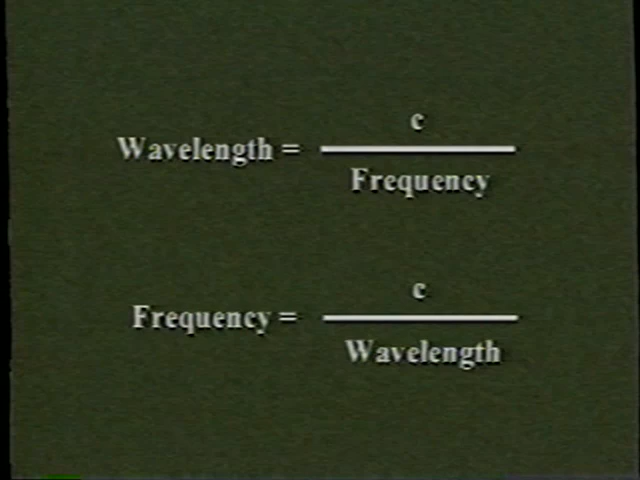 c
Wavelength =
Frequency
c
Frequency =
Wavelength